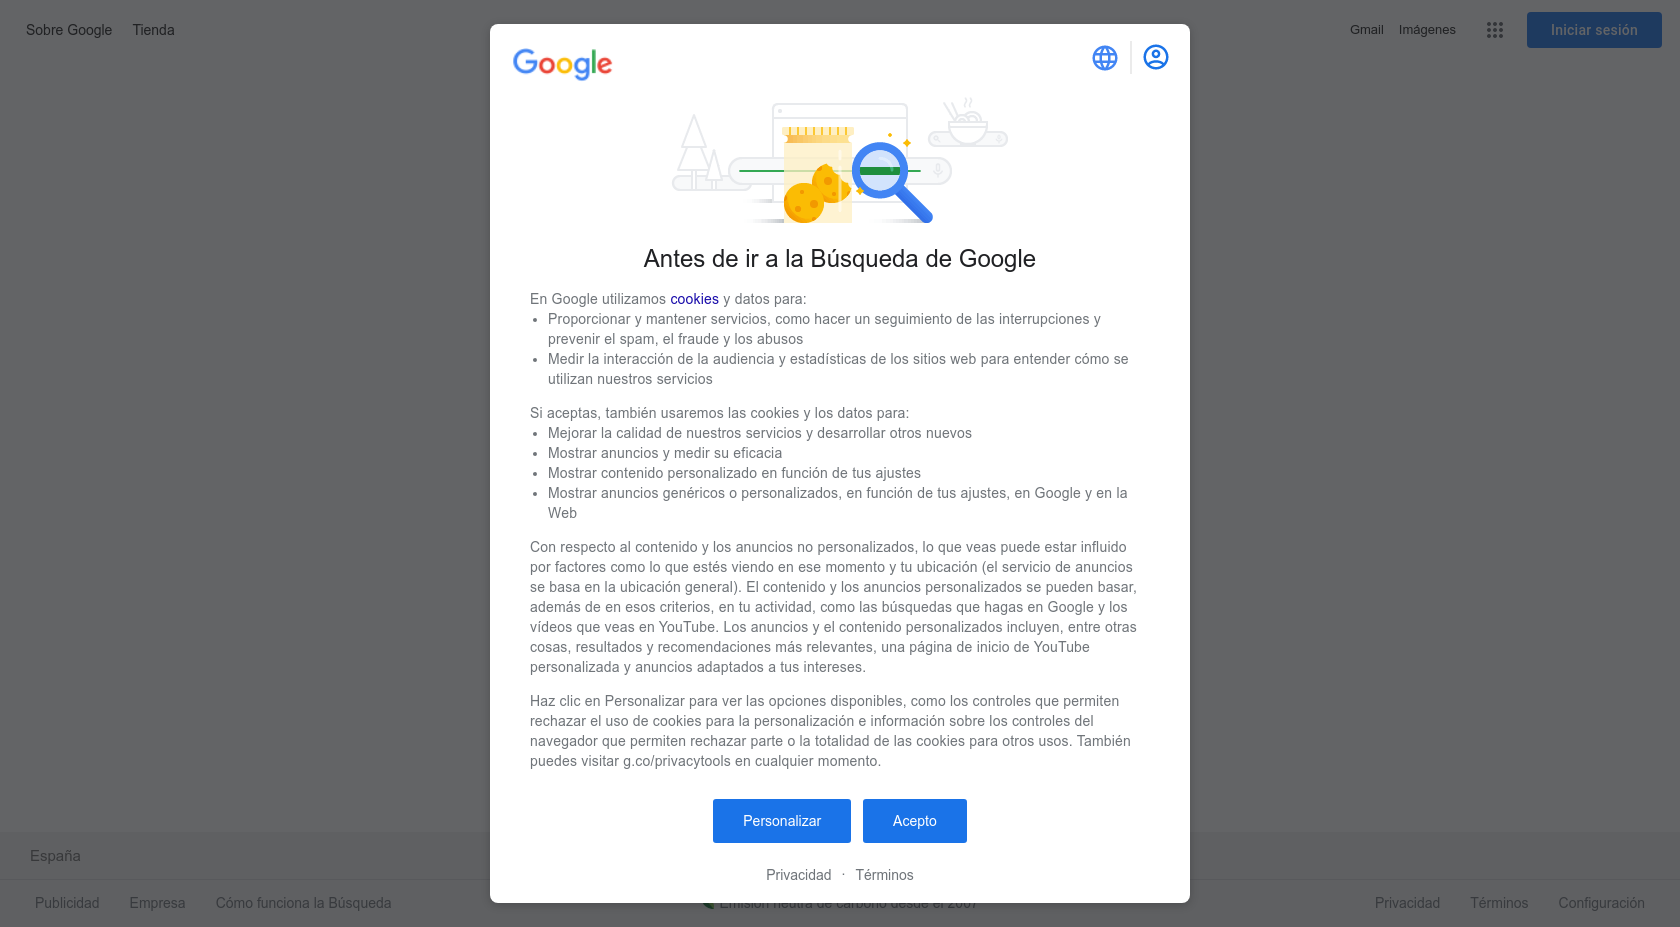 Sobre Google Tienda
Gmail Imágenes Iniciar sesión
Google
Antes de ir a la Búsqueda de Google
En Google utilizamos cookies y datos para:
• Proporcionar y mantener servicios, como hacer un seguimiento de las interrupciones y
prevenir el spam, el fraude y los abusos
• Medir la interacción de la audiencia y estadísticas de los sitios web para entender cómo se
utilizan nuestros servicios
Si aceptas, también usaremos las cookies y los datos para:
• Mejorar la calidad de nuestros servicios y desarrollar otros nuevos
• Mostrar anuncios y medir su eficacia
• Mostrar contenido personalizado en función de tus ajustes
• Mostrar anuncios genéricos o personalizados, en función de tus ajustes, en Google y en la
Web
Con respecto al contenido y los anuncios no personalizados, lo que veas puede estar influido
por factores como lo que estés viendo en ese momento y tu ubicación (el servicio de anuncios
se basa en la ubicación general). El contenido y los anuncios personalizados se pueden basar,
además de en esos criterios, en tu actividad, como las búsquedas que hagas en Google y los
vídeos que veas en YouTube. Los anuncios y el contenido personalizados incluyen, entre otras
cosas, resultados y recomendaciones más relevantes, una página de inicio de YouTube
personalizada y anuncios adaptados a tus intereses.
Haz clic en Personalizar para ver las opciones disponibles, como los controles que permiten
rechazar el uso de cookies para la personalización e información sobre los controles del
navegador que permiten rechazar parte o la totalidad de las cookies para otros usos. También
puedes visitar g.co/privacytools en cualquier momento.
Personalizar Acepto
Privacidad · Términos
España
Publicidad Empresa Cómo funciona la Búsqueda Emisión neutra de carbono desde el 2007 Privacidad Términos Configuración